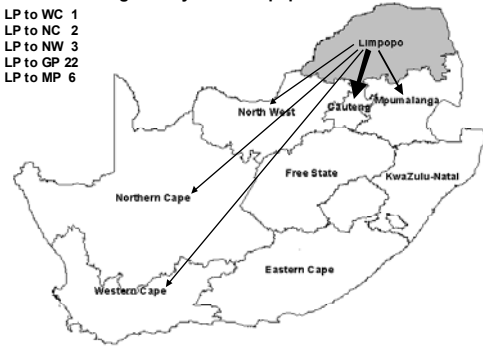 LP to WC 1
LP to NC 2
LP to NW 3
LP to GP 22
LP to MP 6
Limpopo
North West
Gauteng
Mpumalanga
Free State
KwaZulu-Natal
Northern Cape
Eastern Cape
Western Cape